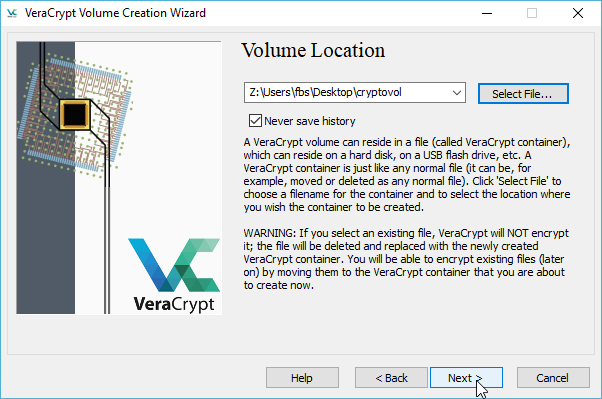 VeraCrypt Volume Creation Wizard
Volume Location
Z:\Users\fbs\Desktop\cryptovol
Select File...
Never save history
A VeraCrypt volume can reside in a file (called VeraCrypt container),
which can reside on a hard disk, on a USB flash drive, etc. A
VeraCrypt container is just like any normal file (it can be, for
example, moved or deleted as any normal file). Click 'Select File' to
choose a filename for the container and to select the location where
you wish the container to be created.
WARNING: If you select an existing file, VeraCrypt will NOT encrypt
it; the file will be deleted and replaced with the newly created
VeraCrypt container. You will be able to encrypt existing files (later
on) by moving them to the VeraCrypt container that you are about
to create now.
VeraCrypt
Help
< Back
Next >
Cancel